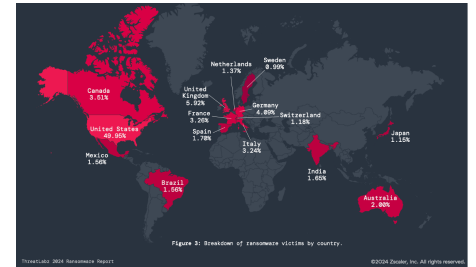 Sweden
0.99%
Netherlands
1.37%
Canada
3.51%
United
Kingdom
5.92%
Germany
4.09%
France
3.26%
Switzerland
1.18%
United States
49.95%
Spain
1.70%
Italy
3.24%
Japan
1.15%
Mexico
1.56%
India
1.65%
Brazil
1.56%
Australia
2.00%
Figure 3: Breakdown of ransomware victims by country.
ThreatLabz 2024 Ransomware Report
©2024 Zscaler, Inc. All rights reserved.